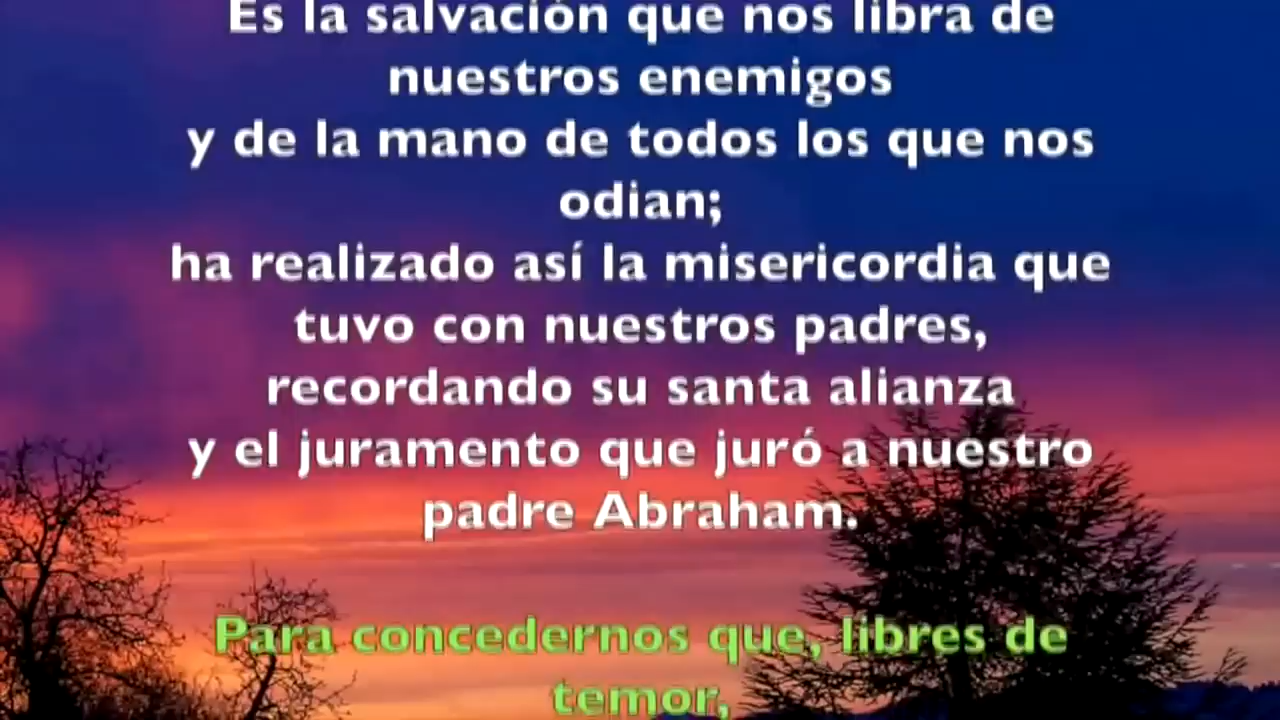 Es la salvación que nos libra de
nuestros enemigos
y de la mano de todos los que nos
odian;
ha realizado así la misericordia que
tuvo con nuestros padres,
recordando su santa alianza
y el juramento que juró a nuestro
padre Abraham.
Para concedernos que, libres de
temor,